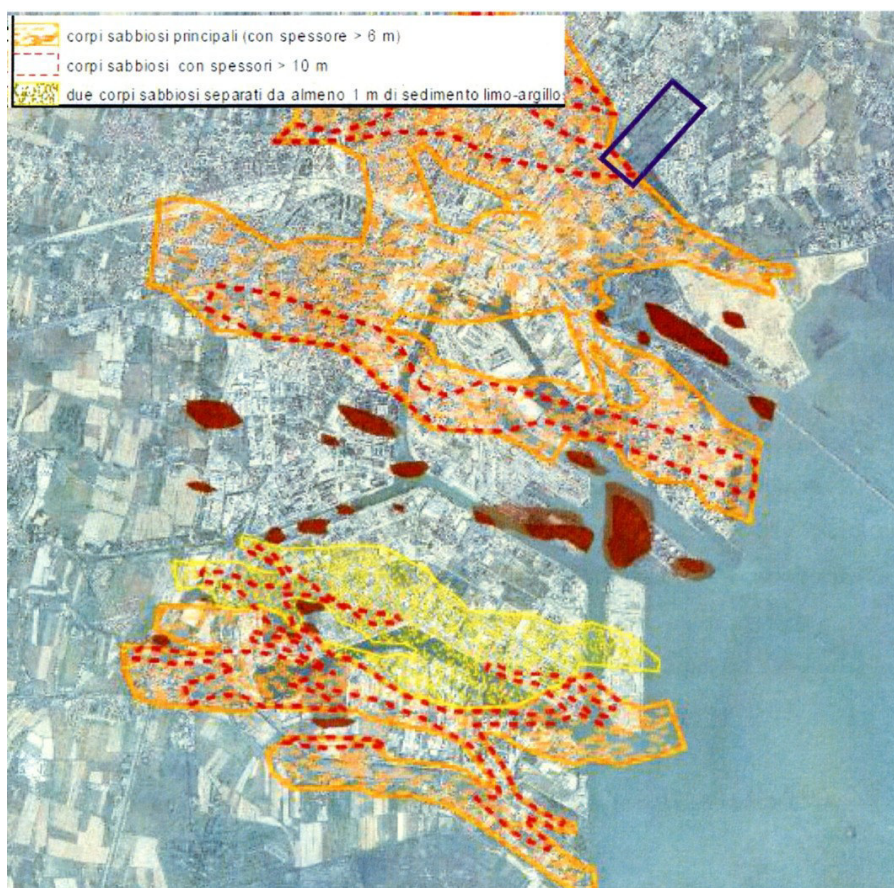 corpi sabbiosi principali (con spessore > 6 m)
corpi sabbiosi con spessori > 10 m
due corpi sabbiosi separati da almeno 1 m di sedimento limo-argillo